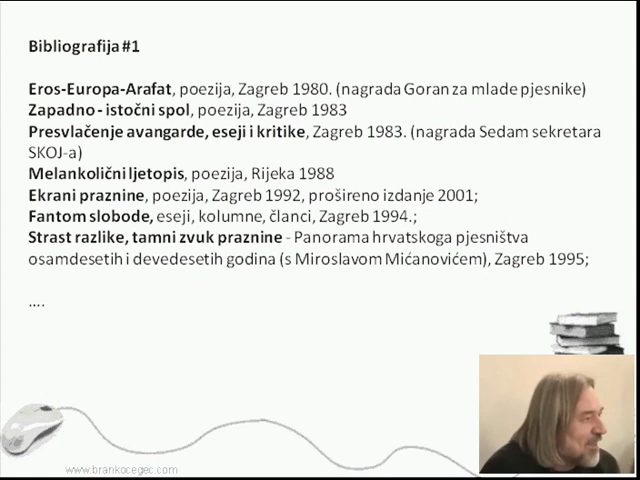 Bibliografija #1
Eros-Europa-Arafat, poezija, Zagreb 1980. (nagrada Goran za mlade pjesnike)
Zapadno - istočni spol, poezija, Zagreb 1983
Presvlačenje avangarde, eseji i kritike, Zagreb 1983. (nagrada Sedam sekretara
SKOJ-a)
Melankolični ljetopis, poezija, Rijeka 1988
Ekrani praznine, poezija, Zagreb 1992, prošireno izdanje 2001;
Fantom slobode, eseji, kolumne, članci, Zagreb 1994.;
Strast razlike, tamni zvuk praznine - Panorama hrvatskoga pjesništva
osamdesetih i devedesetih godina (s Miroslavom Mićanovićem), Zagreb 1995;
....
www.brankocegec.com